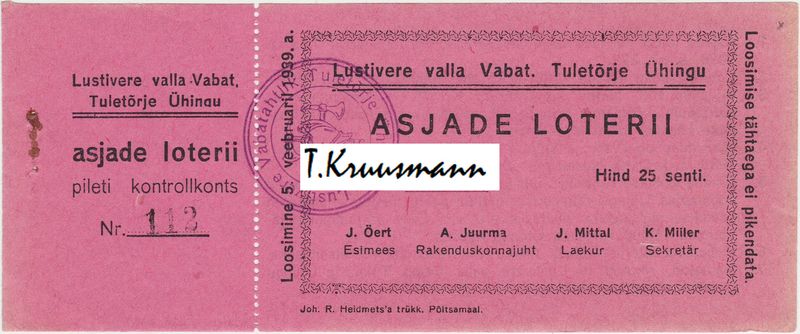 Lustivere valla Vabat.
Tuletõrje Ühingu
asjade loterii
pileti kontrollkonts
Nr. 112
Loosimine 5. veebruaril 1939. a.
Lustivere valla Vabat. Tuletõrje Ühingu
ASJADE LOTERII
T.Kruusmann
Hind 25 senti.
J. Öert
Esimees
A. Juurma
Rakenduskonnajuht
J. Mittal
Laekur
K. Miiler
Sekretär
Loosimise tähtaega ei pikendata.
Joh. R. Heidmets'a trükk. Põltsamaal.